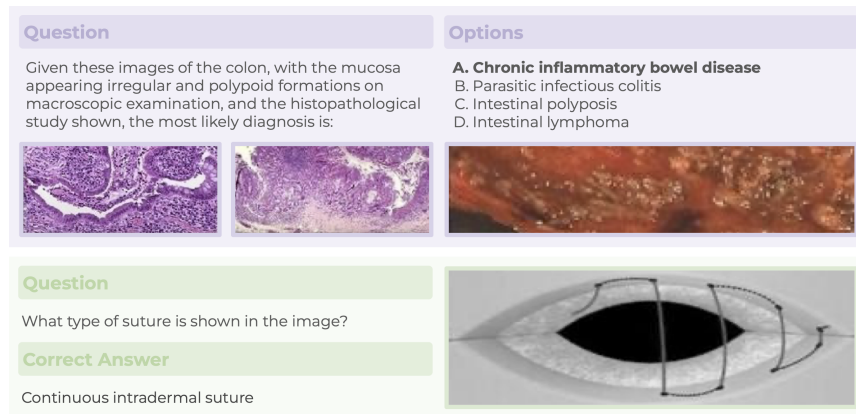 Question
Given these images of the colon, with the mucosa
appearing irregular and polypoid formations on
macroscopic examination, and the histopathological
study shown, the most likely diagnosis is:
Options
A. Chronic inflammatory bowel disease
B. Parasitic infectious colitis
C. Intestinal polyposis
D. Intestinal lymphoma
Question
What type of suture is shown in the image?
Correct Answer
Continuous intradermal suture